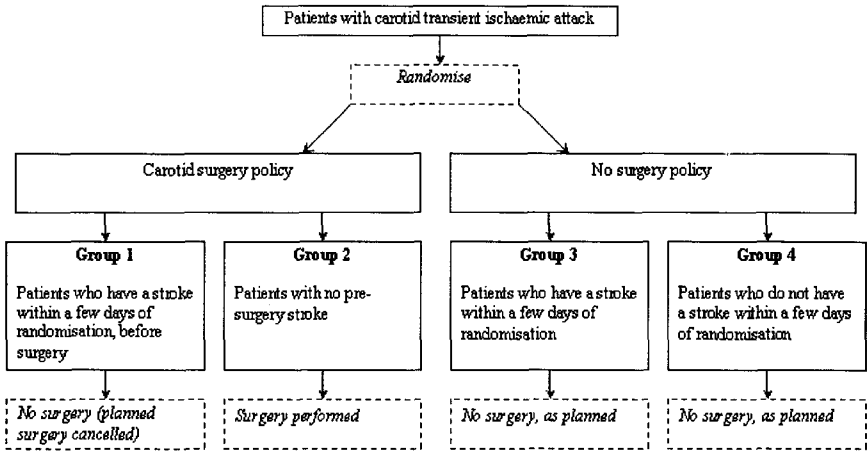 Patients with carotid transient ischaemic attack
Randomise
Carotid surgery policy
No surgery policy
Group 1
Patients who have a stroke
within a few days of
randomisation, before
surgery
Group 2
Patients with no pre-
surgery stroke
Group 3
Patients who have a stroke
within a few days of
randomisation
Group 4
Patients who do not have
a stroke within a few days
of randomisation
No surgery (planned
surgery cancelled)
Surgery performed
No surgery, as planned
No surgery, as planned